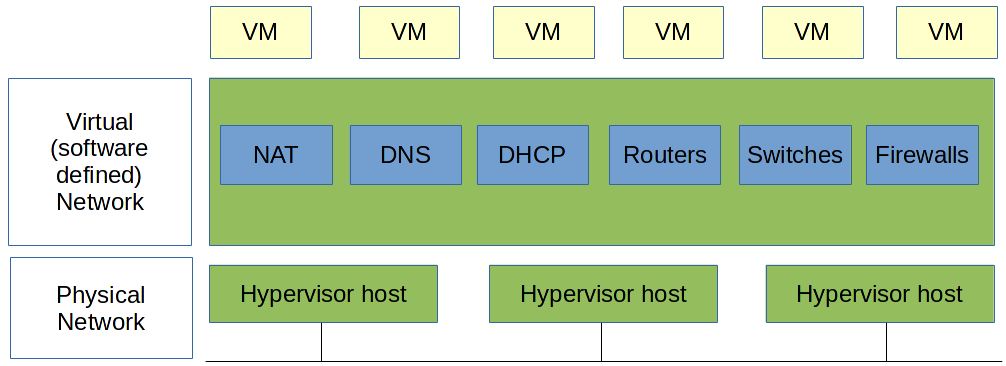 VM
VM
VM
VM
VM
VM
Virtual
(software
defined)
Network
NAT
DNS
DHCP
Routers
Switches
Firewalls
Physical
Network
Hypervisor host
Hypervisor host
Hypervisor host